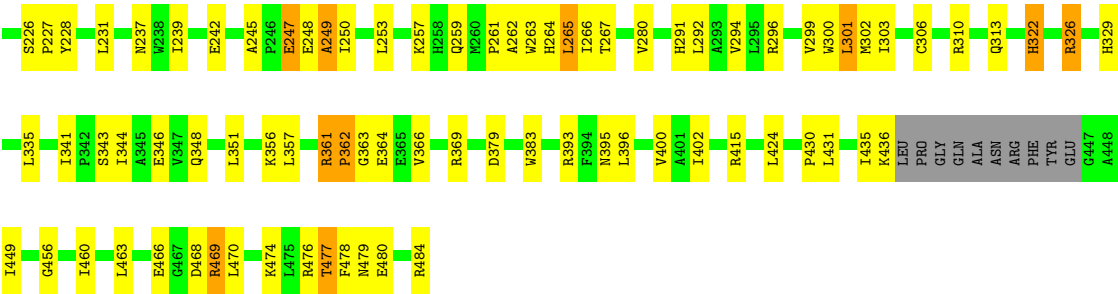 S226 P227 Y228 L231 N237 W238 I239 E242 A245 P246 E247 E248 A249 I250 L253 K257 H258 Q259 M260 P261 A262 W263 H264 L265 I266 T267 V280 H291 L292 A293 V294 L295 R296 V299 W300 L301 M302 I303 C306 R310 Q313 H322 R326 H329
L335 I341 P342 S343 I344 A345 E346 V347 Q348 L351 K356 L357 R361 P362 G363 E364 E365 V366 R369 D379 W383 R393 F394 N395 L396 V400 A401 I402 R415 L424 P430 L431 I435 K436 LEU PRO GLY GLN ALA ASN ARG PHE TYR GLU G447 A448
I449 G456 I460 L463 E466 G467 D468 R469 L470 K474 L475 R476 T477 F478 N479 E480 R484